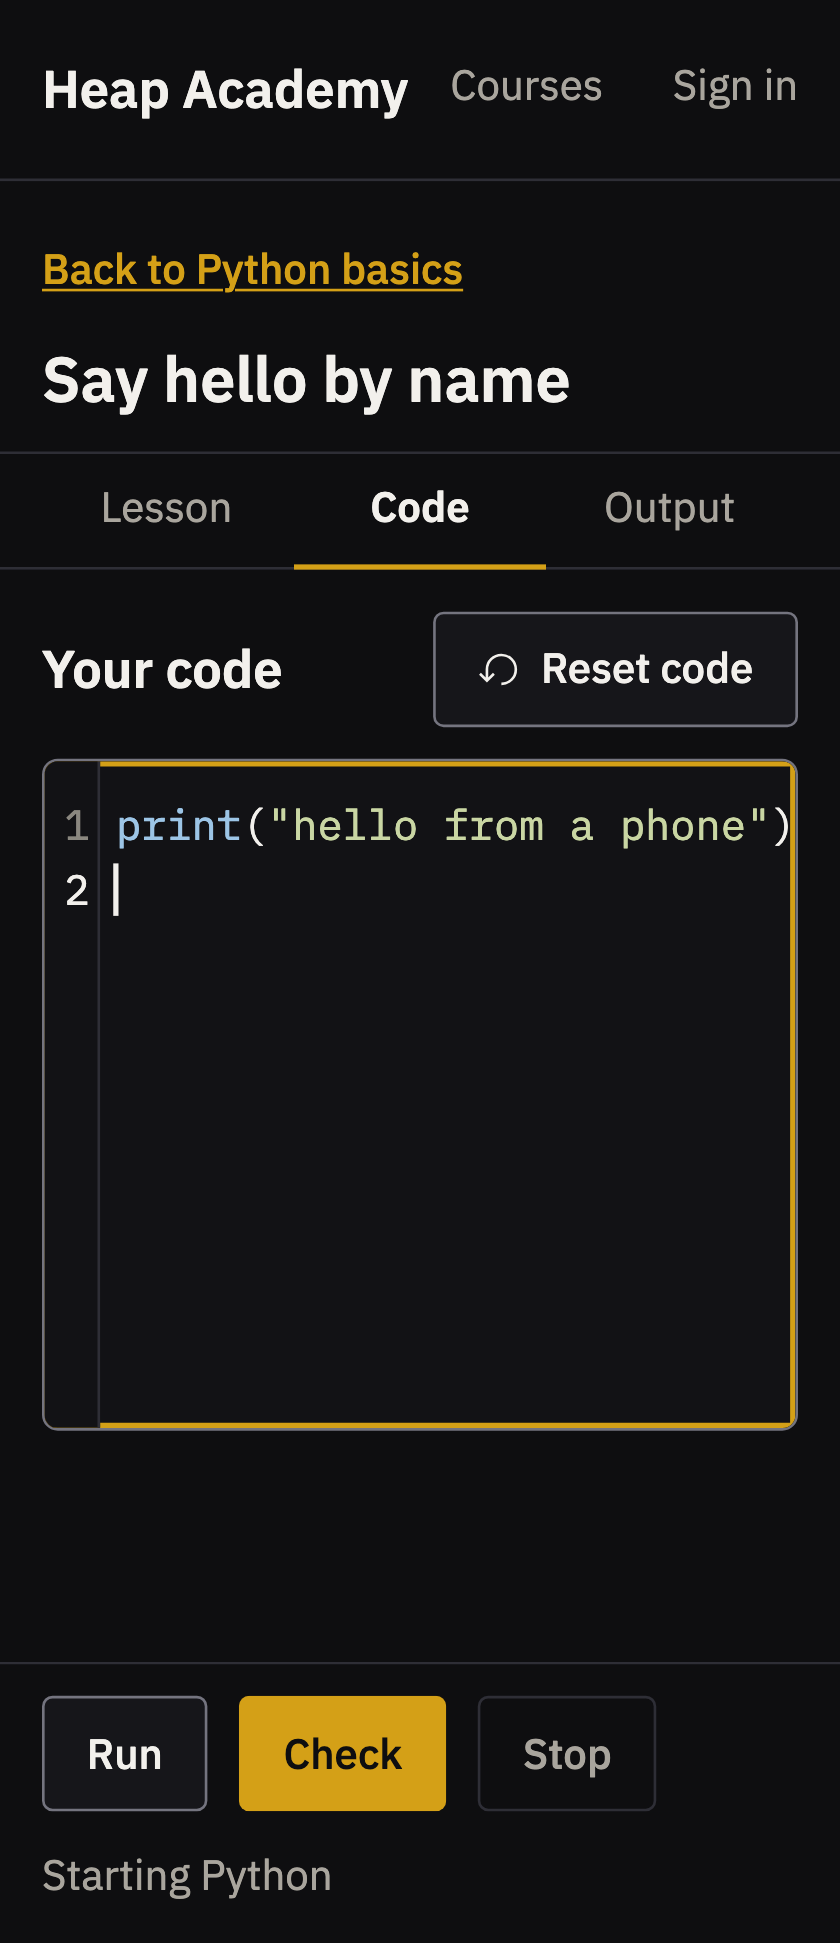 Heap Academy Courses Sign in
Back to Python basics
Say hello by name
Lesson Code Output
Your code Reset code
1 print("hello from a phone")
2
Run Check Stop
Starting Python